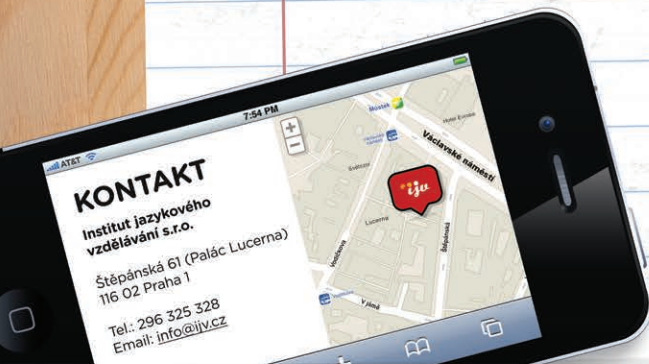 AT&T
7:54 PM
KONTAKT
Institut jazykového
vzdělávání s.r.o.
Štěpánská 61 (Palác Lucerna)
116 02 Praha 1
Tel.: 296 325 328
Email: info@ijv.cz
+
−
Můstek
Václavské náměstí
Světozor
ijv
Lucerna
Vodičkova
Štěpánská
V jámě